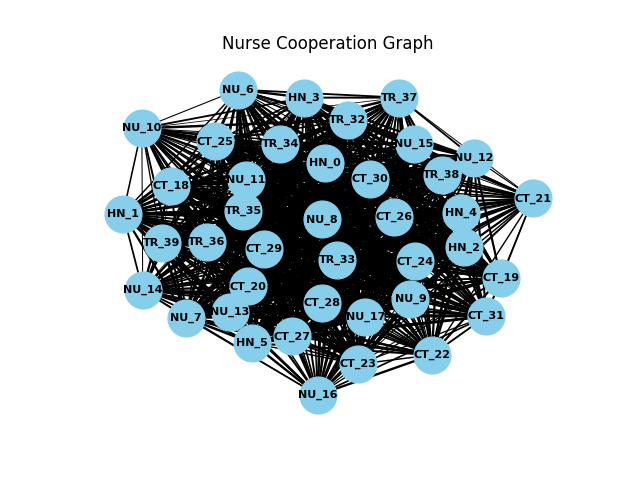 Nurse Cooperation Graph
NU_6
HN_3
TR_37
TR_32
NU_10
CT_25
TR_34
NU_15
NU_12
HN_0
TR_38
CT_18
NU_11
CT_30
CT_21
HN_1
TR_35
NU_8
CT_26
HN_4
TR_39
TR_36
CT_29
HN_2
TR_33
CT_24
CT_19
NU_14
CT_20
NU_9
CT_28
NU_7
NU_13
NU_17
CT_31
HN_5
CT_27
CT_22
CT_23
NU_16